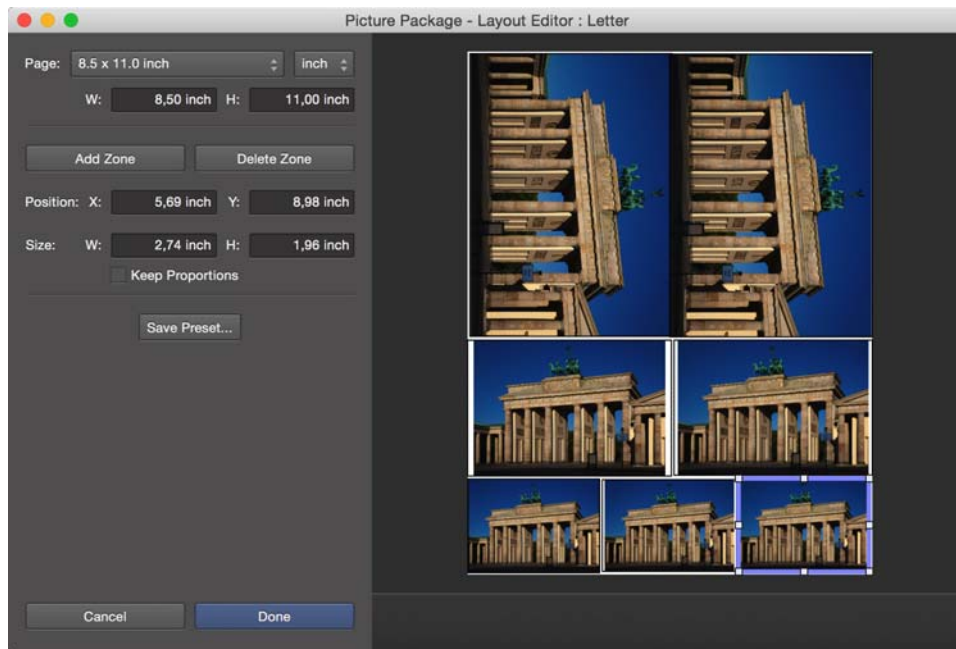 Picture Package - Layout Editor : Letter
Page: 8.5 x 11.0 inch inch
W: 8,50 inch H: 11,00 inch
Add Zone Delete Zone
Position: X: 5,69 inch Y: 8,98 inch
Size: W: 2,74 inch H: 1,96 inch
Keep Proportions
Save Preset...
Cancel Done